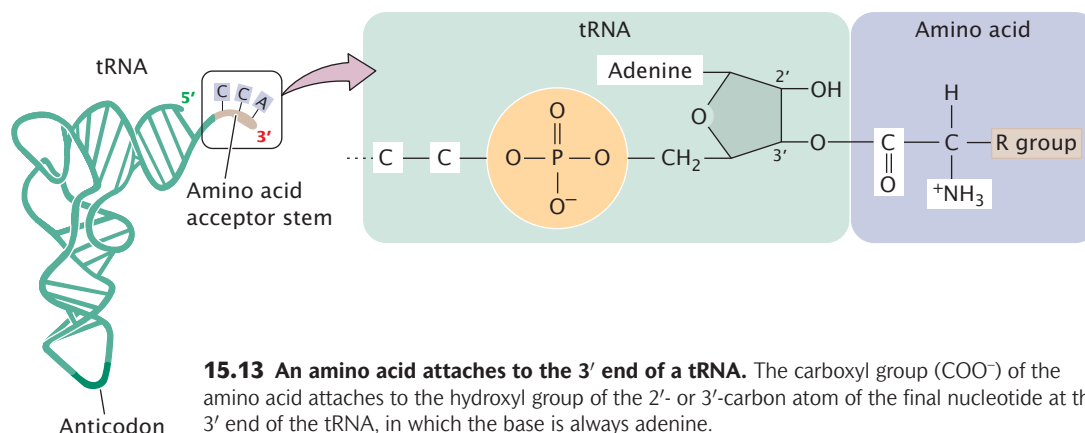 tRNA
Amino acid
tRNA
5′
C C A
3′
Amino acid
acceptor stem
Anticodon
Adenine
2′
OH
O
3′
C C O P O CH2 O C C R group
O
O−
O
H
+NH3
15.13 An amino acid attaches to the 3′ end of a tRNA. The carboxyl group (COO−) of the
amino acid attaches to the hydroxyl group of the 2′- or 3′-carbon atom of the final nucleotide at
3′ end of the tRNA, in which the base is always adenine.